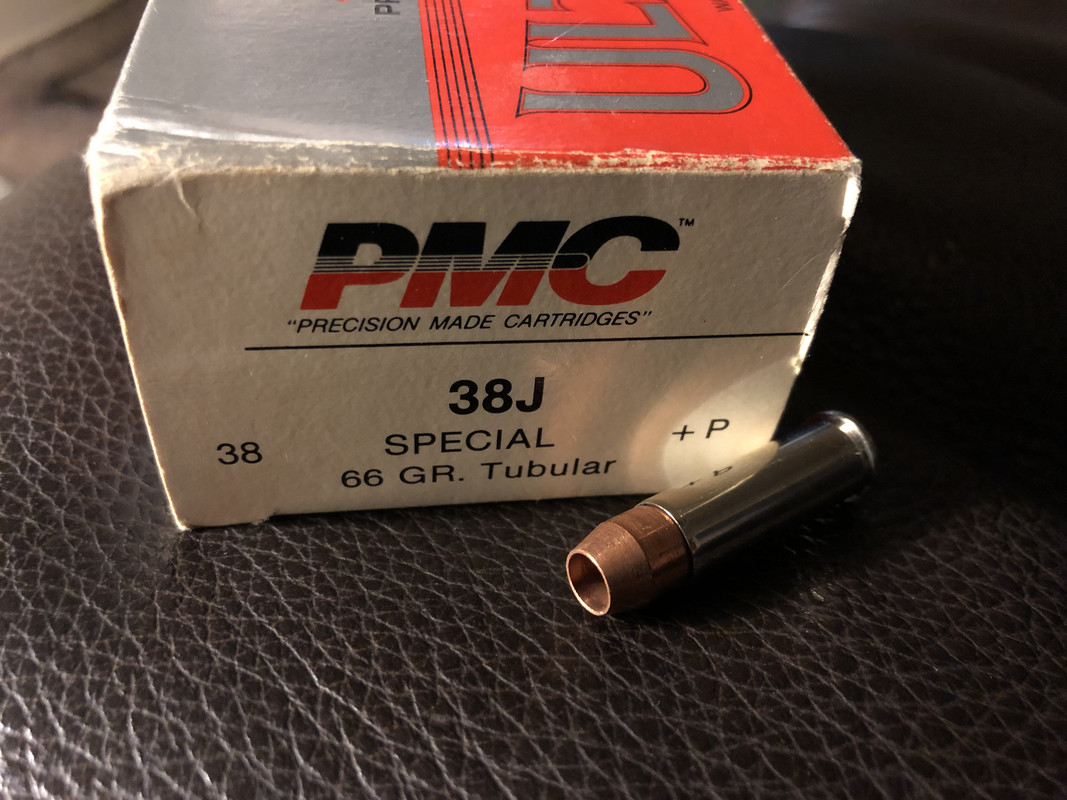 PMC™
"PRECISION MADE CARTRIDGES"
38J
38 SPECIAL + P
66 GR. Tubular